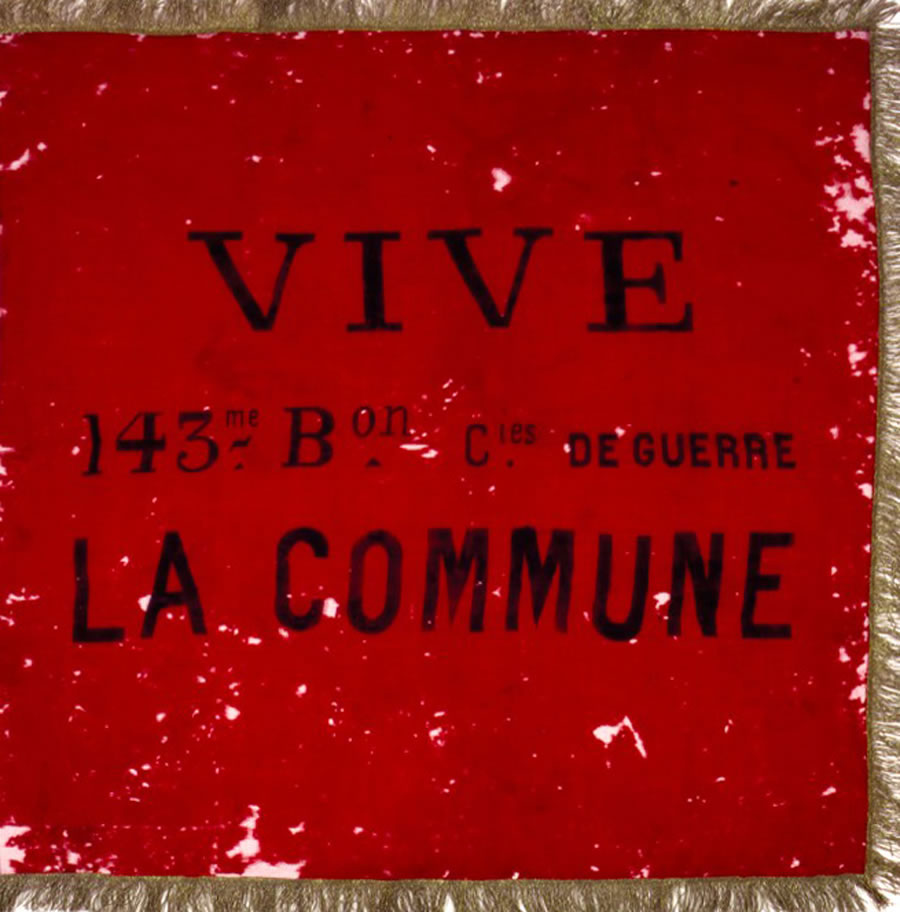 VIVE
143me Bon Cies DE GUERRE
LA COMMUNE